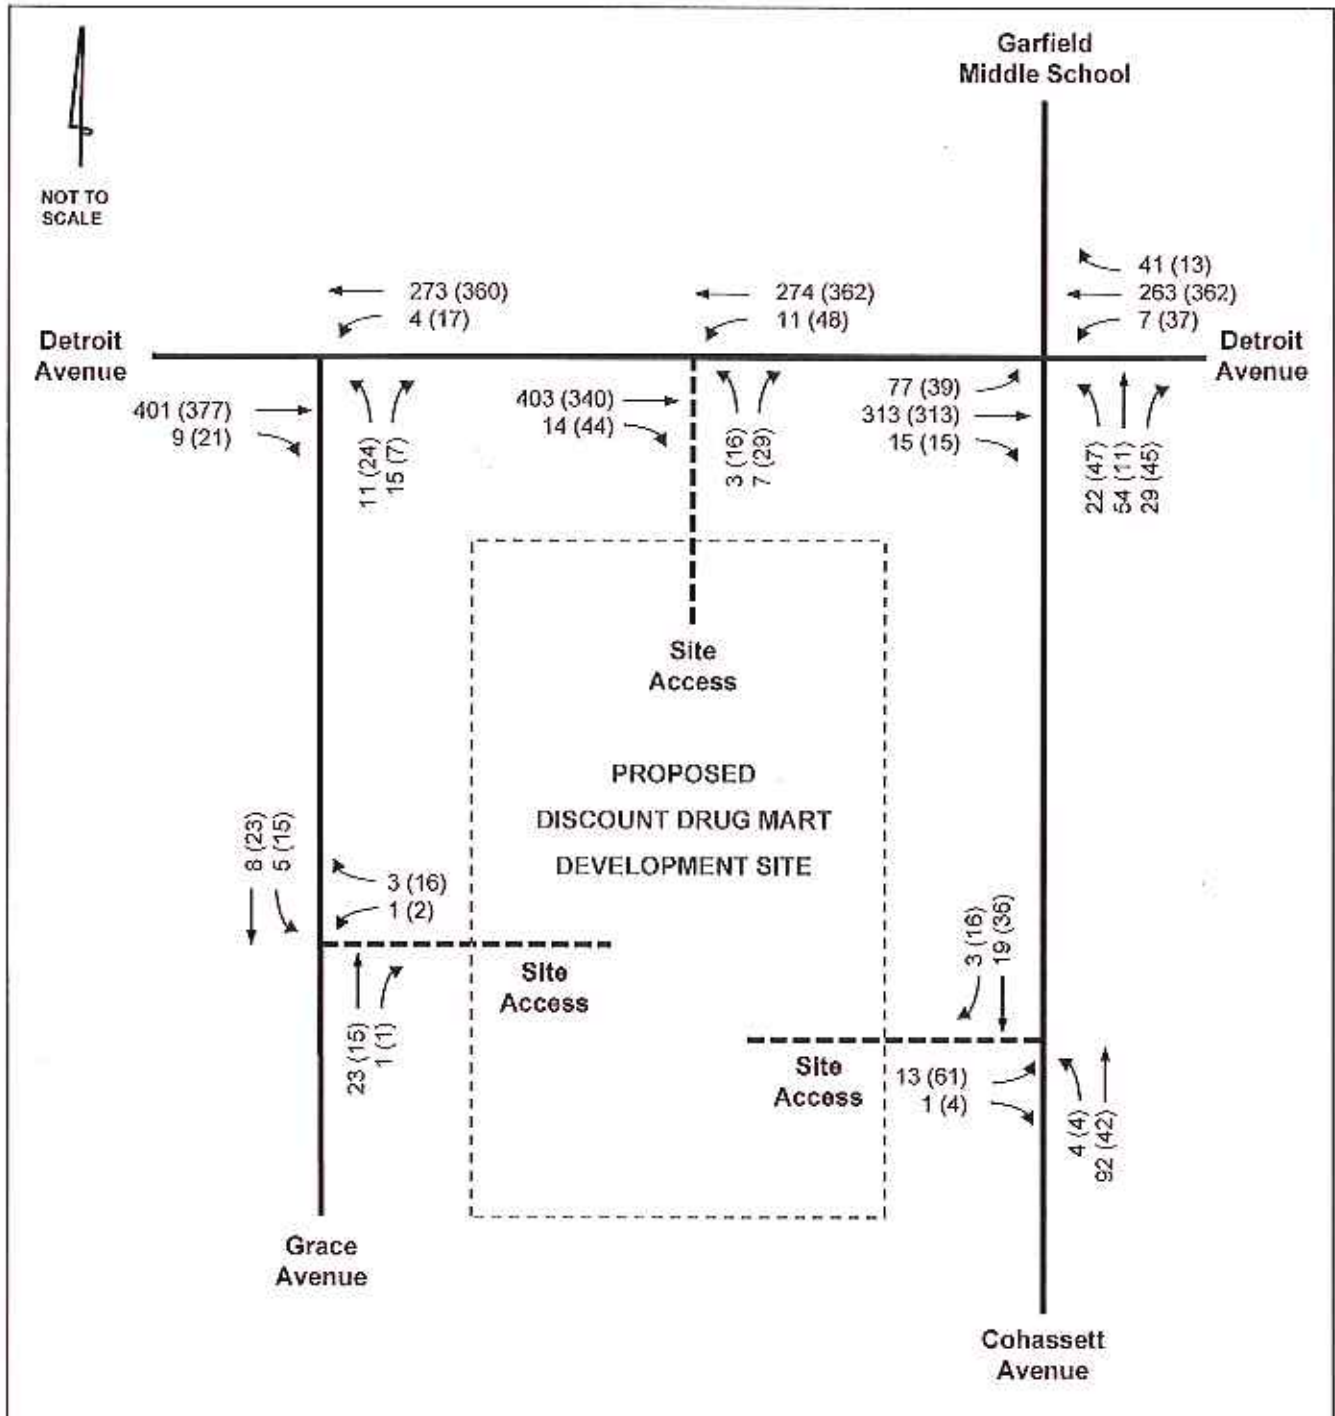 Garfield
Middle School
NOT TO
SCALE
41 (13)
273 (360)
274 (362)
263 (362)
4 (17)
11 (48)
7 (37)
Detroit
Avenue
Detroit
Avenue
401 (377)
9 (21)
403 (340)
14 (44)
77 (39)
313 (313)
15 (15)
11 (24)
15 (7)
3 (16)
7 (29)
22 (47)
54 (11)
29 (45)
Site
Access
PROPOSED
DISCOUNT DRUG MART
DEVELOPMENT SITE
8 (23)
5 (15)
3 (16)
1 (2)
Site
Access
23 (15)
1 (1)
3 (16)
19 (36)
Site
Access
13 (61)
1 (4)
4 (4)
92 (42)
Grace
Avenue
Cohassett
Avenue